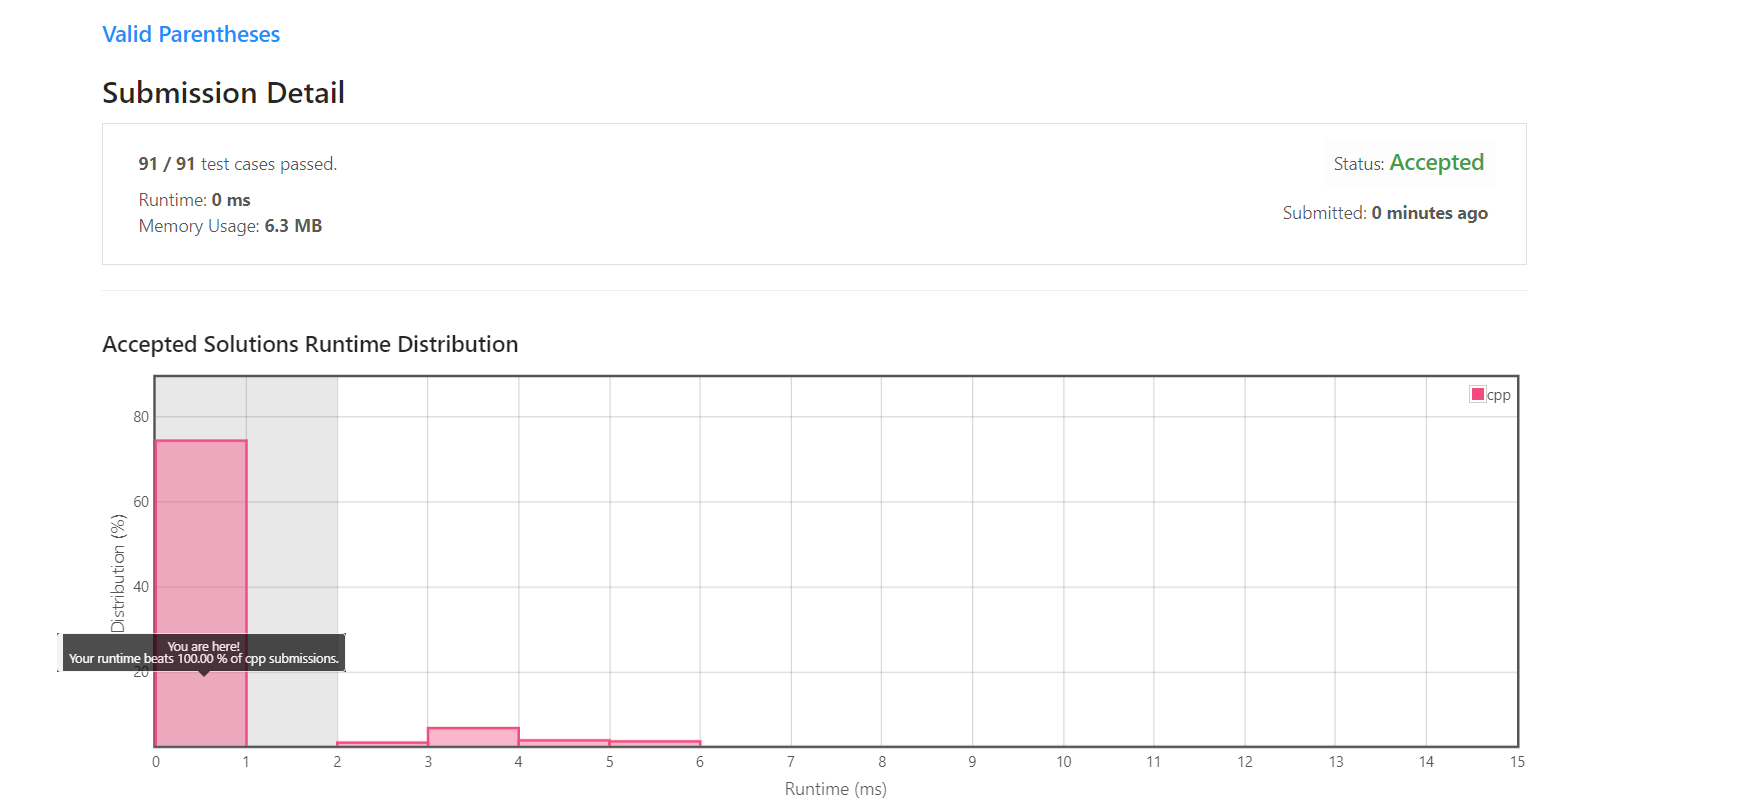 Valid Parentheses
Submission Detail
91 / 91 test cases passed.
Status: Accepted
Runtime: 0 ms
Memory Usage: 6.3 MB
Submitted: 0 minutes ago
Accepted Solutions Runtime Distribution
cpp
80
60
40
20
Distribution (%)
You are here!
Your runtime beats 100.00 % of cpp submissions.
0 1 2 3 4 5 6 7 8 9 10 11 12 13 14 15
Runtime (ms)